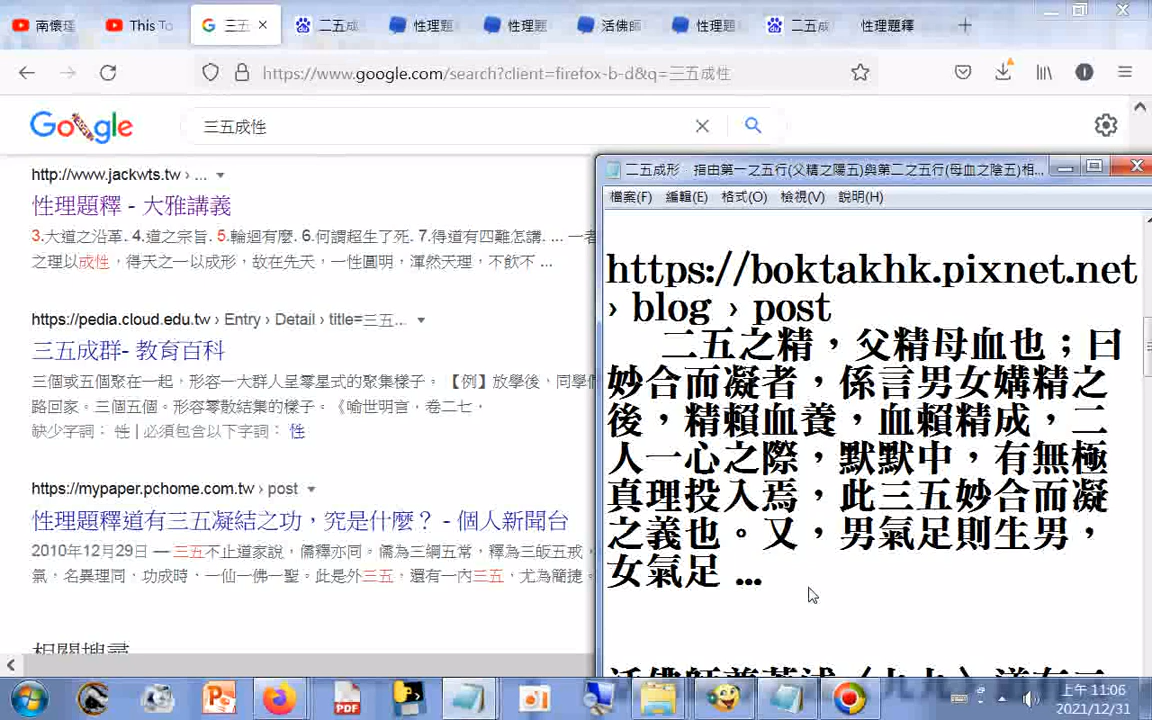 南懷瑾
This To
三五
二五成
性理題
性理題
活佛師
性理題
二五成
性理題釋
https://www.google.com/search?client=firefox-b-d&q=三五成性
Google
三五成性
http://www.jackwts.tw › ...
性理題釋 - 大雅講義
3.大道之沿革. 4.道之宗旨. 5.輪迴有麼. 6.何謂超生了死. 7.得道有四難怎講. ... 一者
之理以成性，得天之一以成形，故在先天，一性圓明，渾然天理，不飲不 ...
https://pedia.cloud.edu.tw › Entry › Detail › title=三五...
三五成群- 教育百科
三個或五個聚在一起，形容一大群人呈零星式的聚集樣子。 【例】放學後，同學們
路回家。三個五個。形容零散結集的樣子。《喻世明言，卷二七，
缺少字詞： 性 | 必須包含以下字詞： 性
https://mypaper.pchome.com.tw › post
性理題釋道有三五凝結之功，究是什麼？ - 個人新聞台
2010年12月29日 — 三五不止道家說，儒釋亦同。儒為三綱五常，釋為三皈五戒，
氣，名異理同，功成時，一仙一佛一聖。此是外三五，還有一內三五，尤為簡捷。
相關搜尋
二五成形 指由第一之五行(父精之陽五)與第二之五行(母血之陰五)相...
檔案(F) 編輯(E) 格式(O) 檢視(V) 說明(H)
https://boktakhk.pixnet.net
› blog › post
二五之精，父精母血也；曰
妙合而凝者，係言男女媾精之
後，精賴血養，血賴精成，二
人一心之際，默默中，有無極
真理投入焉，此三五妙合而凝
之義也。又，男氣足則生男，
女氣足 ...
PDF
上午 11:06
2021/12/31